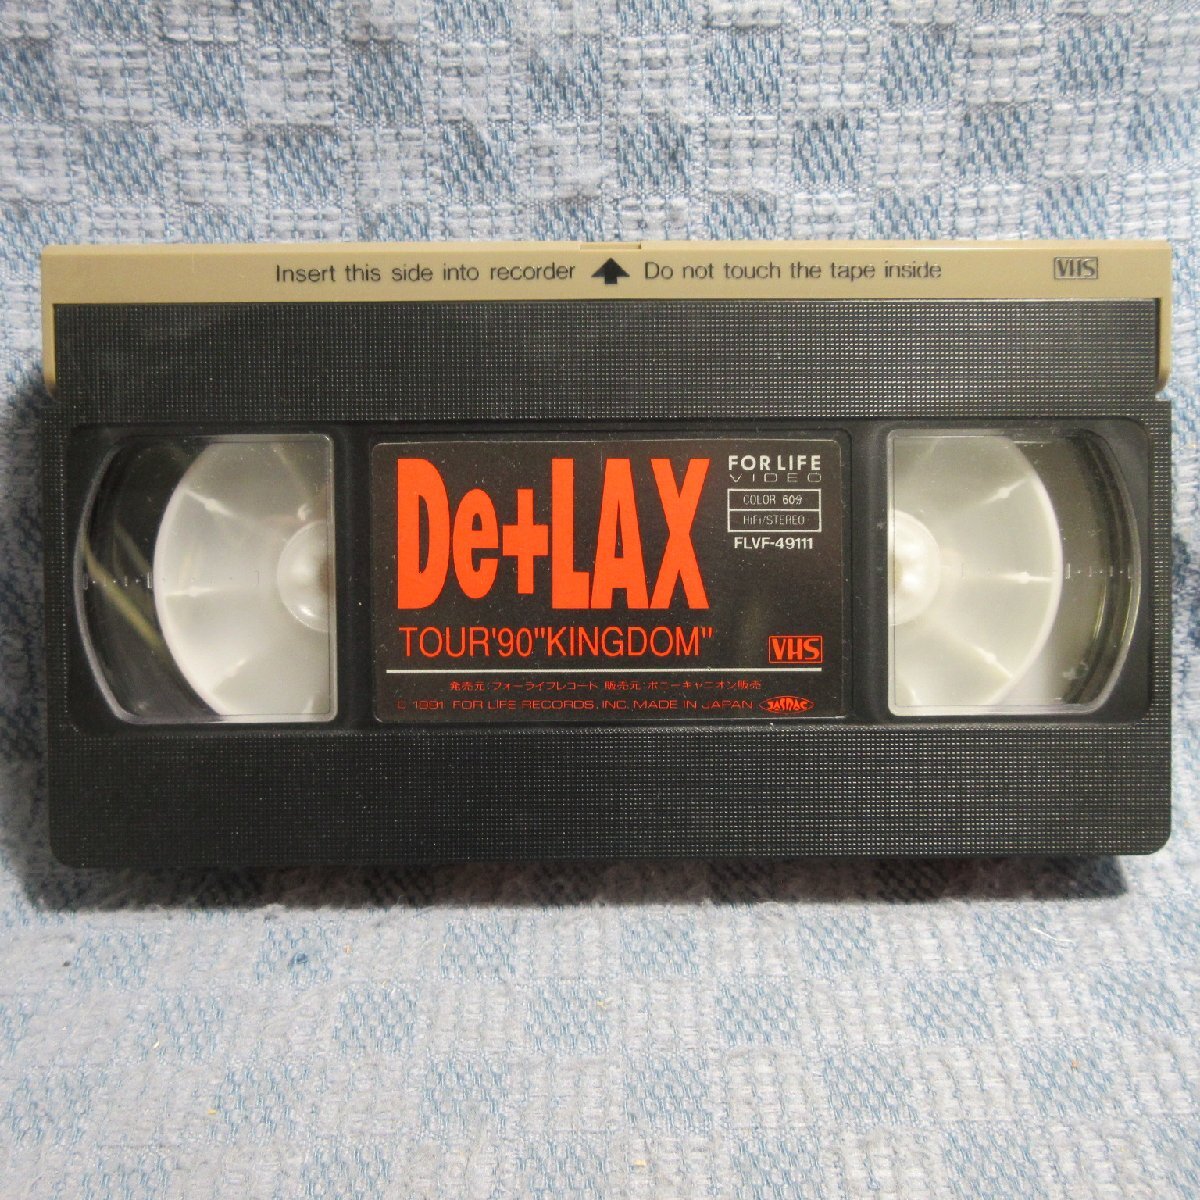 Insert this side into recorder Do not touch the tape inside VHS
De+LAX
FOR LIFE
VIDEO
COLOR 60分
HiFi/STEREO
FLVF-49111
TOUR'90"KINGDOM"
VHS
発売元:フォーライフレコード 販売元:ポニーキャニオン販売
© 1991 FOR LIFE RECORDS, INC. MADE IN JAPAN JASRAC